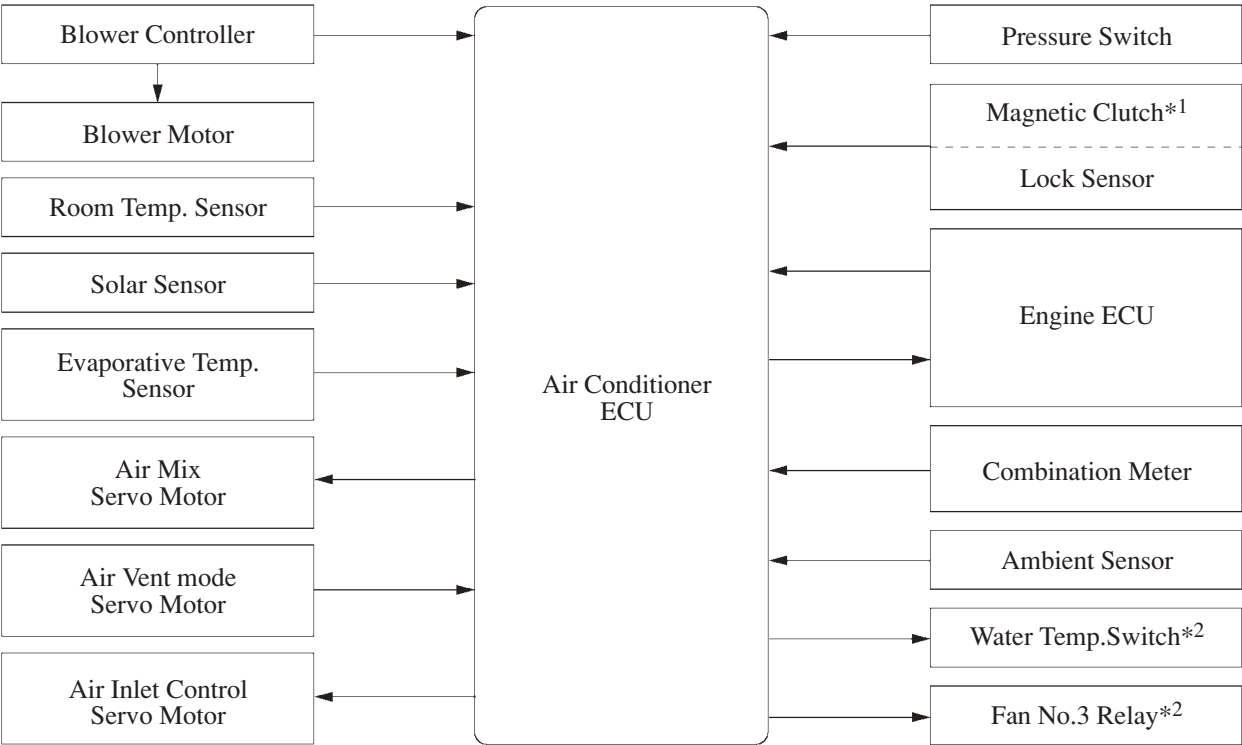 Blower Controller
Blower Motor
Room Temp. Sensor
Solar Sensor
Evaporative Temp.
Sensor
Air Mix
Servo Motor
Air Vent mode
Servo Motor
Air Inlet Control
Servo Motor
Air Conditioner
ECU
Pressure Switch
Magnetic Clutch*1
Lock Sensor
Engine ECU
Combination Meter
Ambient Sensor
Water Temp.Switch*2
Fan No.3 Relay*2